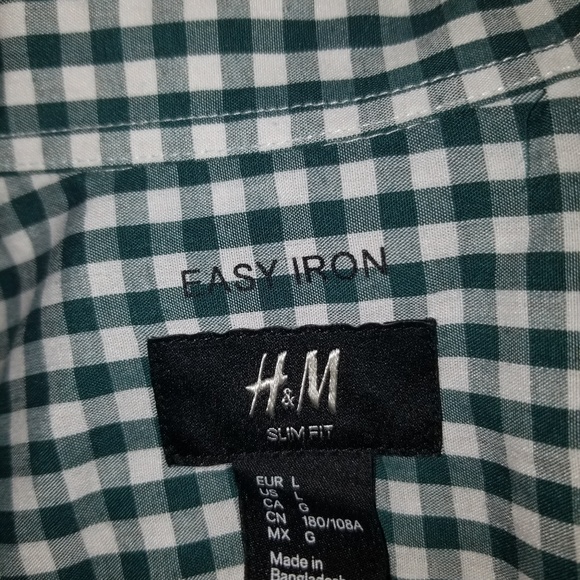 EASY IRON
H&M
SLIM FIT
EUR L
US L
CA G
CN 180/108A
MX G
Made in
Bangladesh